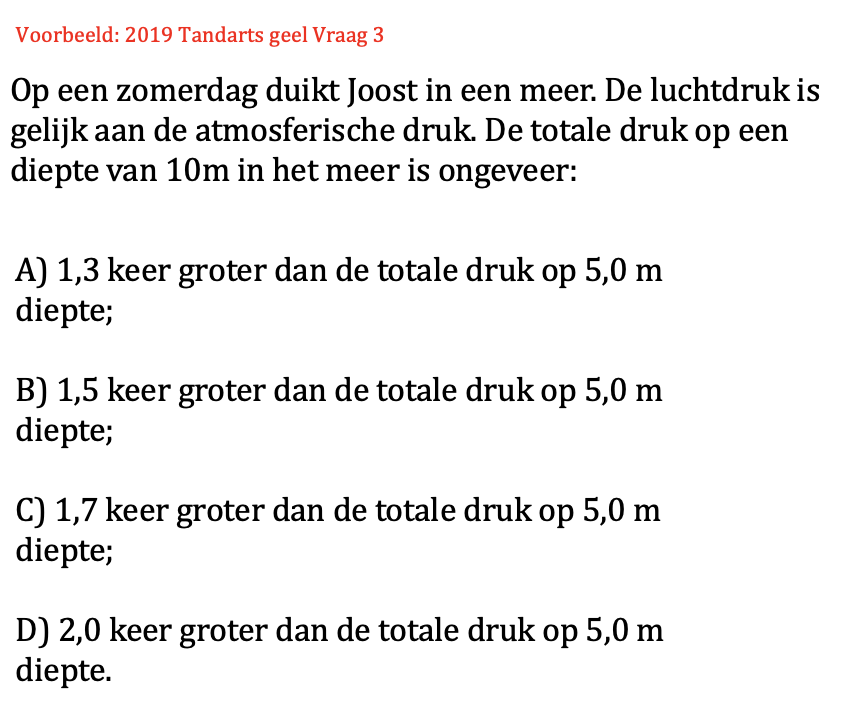 Voorbeeld: 2019 Tandarts geel Vraag 3
Op een zomerdag duikt Joost in een meer. De luchtdruk is
gelijk aan de atmosferische druk. De totale druk op een
diepte van 10m in het meer is ongeveer:
A) 1,3 keer groter dan de totale druk op 5,0 m
diepte;
B) 1,5 keer groter dan de totale druk op 5,0 m
diepte;
C) 1,7 keer groter dan de totale druk op 5,0 m
diepte;
D) 2,0 keer groter dan de totale druk op 5,0 m
diepte.